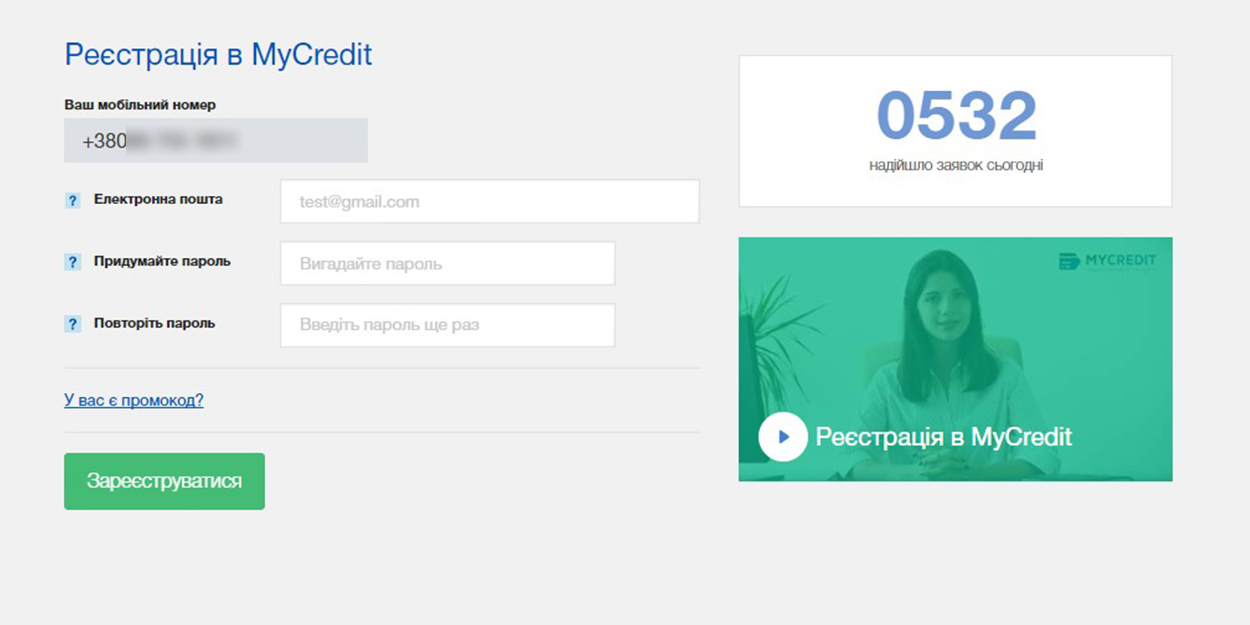 Реєстрація в MyCredit
Ваш мобільний номер
+380
? Електронна пошта
test@gmail.com
? Придумайте пароль
Вигадайте пароль
? Повторіть пароль
Введіть пароль ще раз
У вас є промокод?
Зареєструватися
0532
надійшло заявок сьогодні
MYCREDIT
Реєстрація в MyCredit